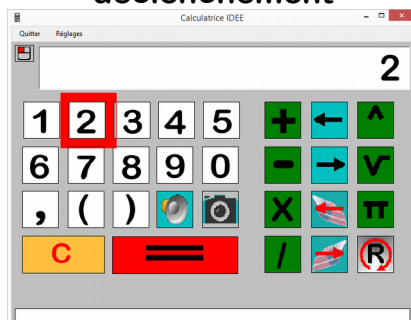 déclenchement
Calculatrice IDEE
Quitter Réglages
2
1 2 3 4 5 + ^
6 7 8 9 0 - √
, ( ) X π
C = / R